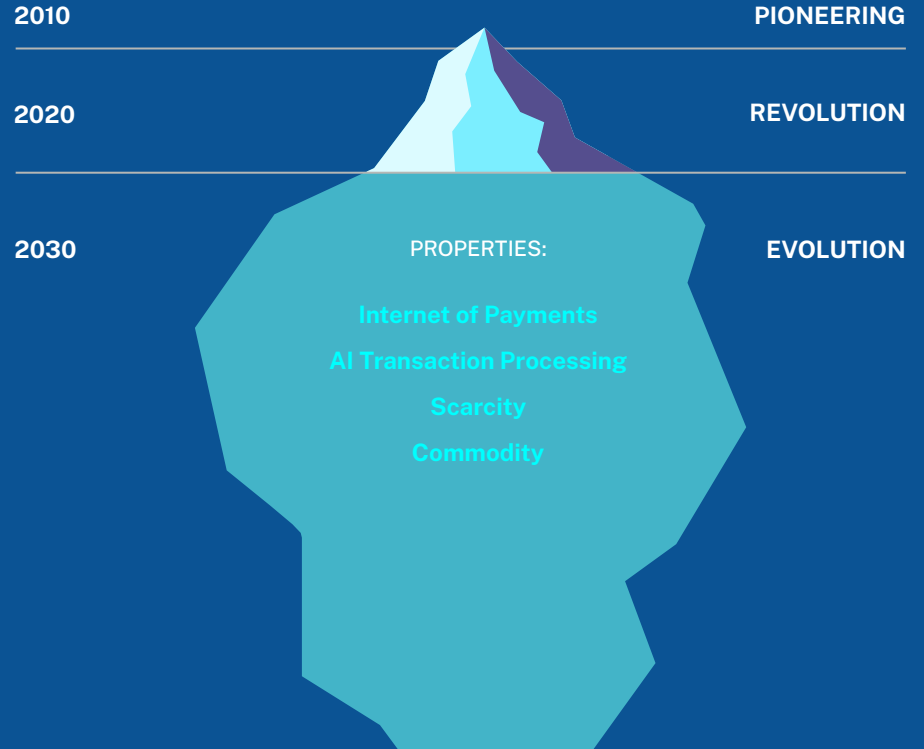 2010
PIONEERING
2020
REVOLUTION
2030
EVOLUTION
PROPERTIES:
Internet of Payments
AI Transaction Processing
Scarcity
Commodity